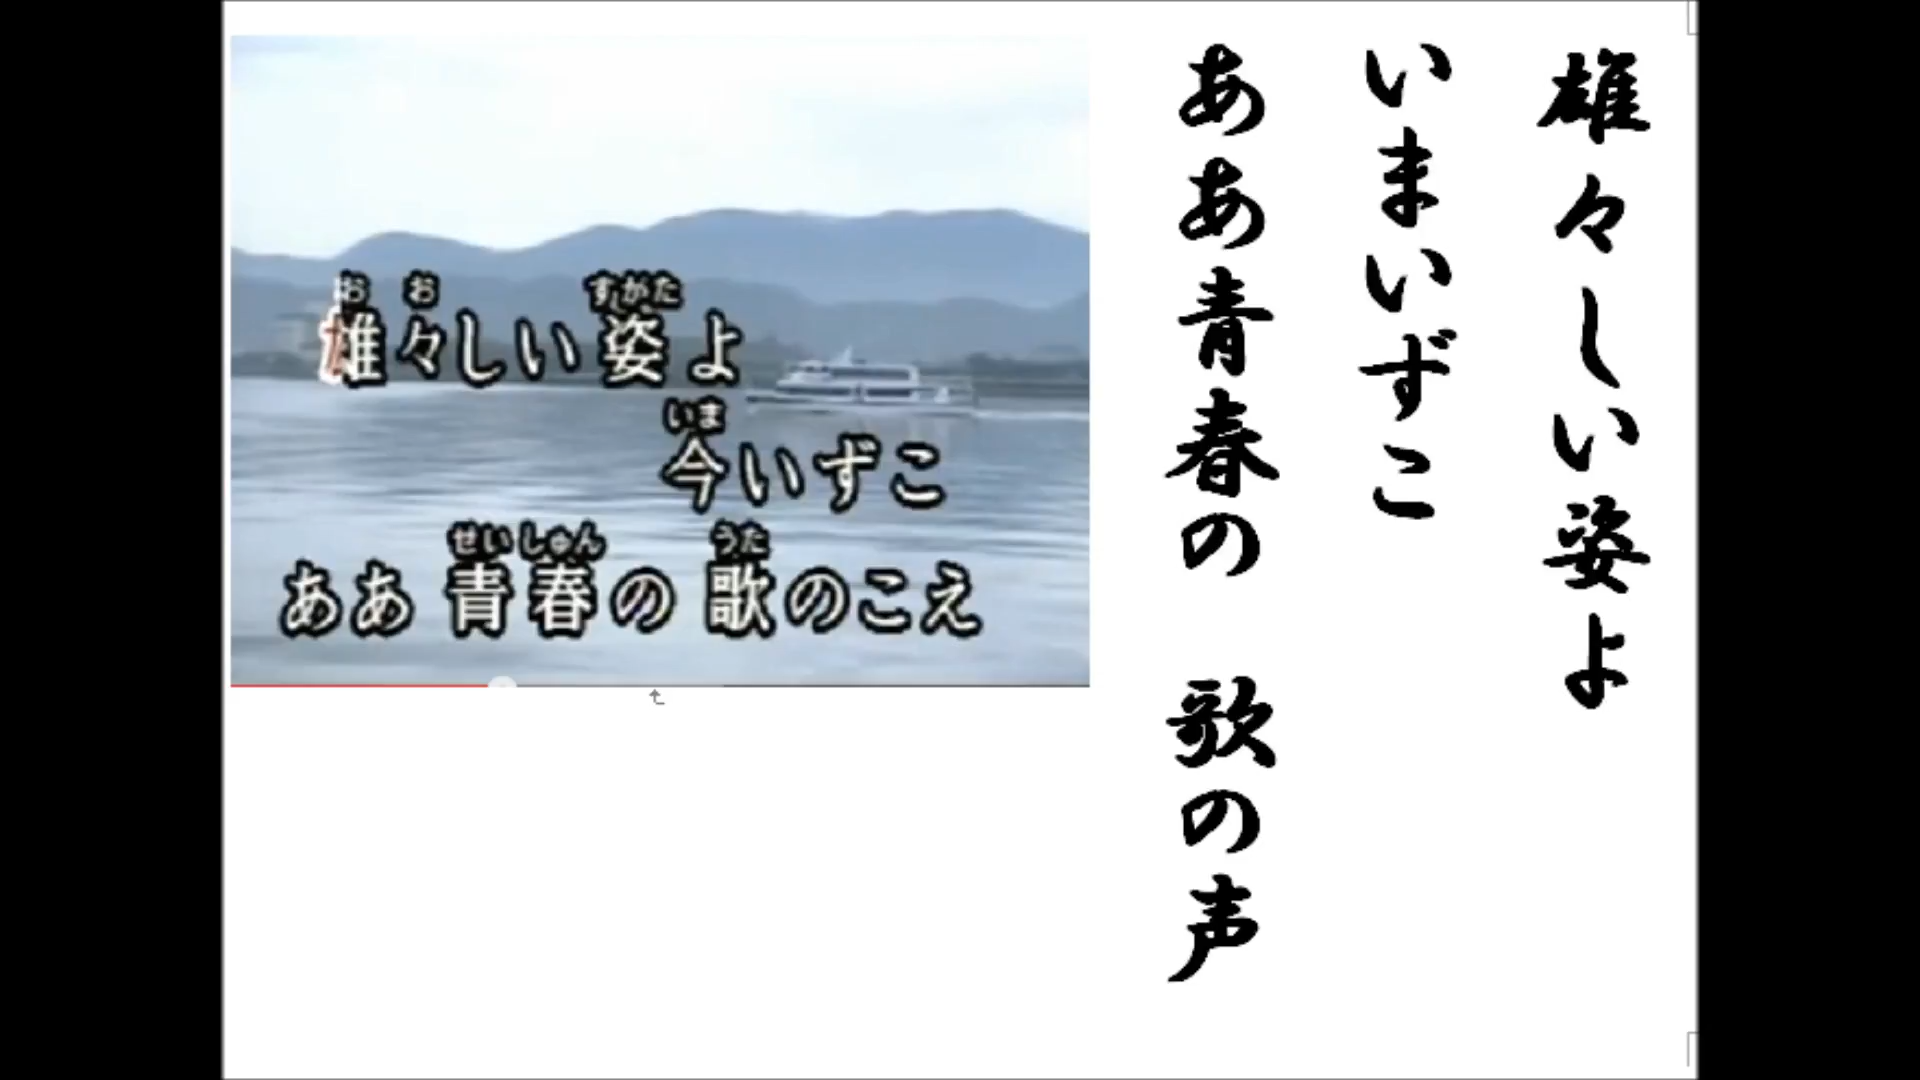 お お すがた
雄々しい 姿 よ
いま
今いずこ
せいしゅん うた
ああ 青春の 歌のこえ
雄々しい姿よ
いまいずこ
ああ青春の 歌の声